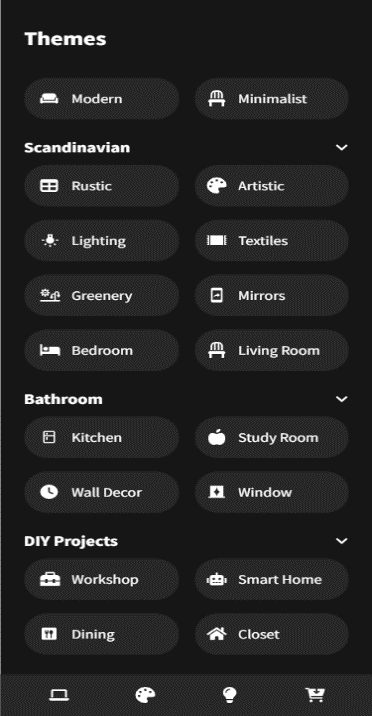 Themes
Modern Minimalist
Scandinavian
Rustic Artistic
Lighting Textiles
Greenery Mirrors
Bedroom Living Room
Bathroom
Kitchen Study Room
Wall Decor Window
DIY Projects
Workshop Smart Home
Dining Closet